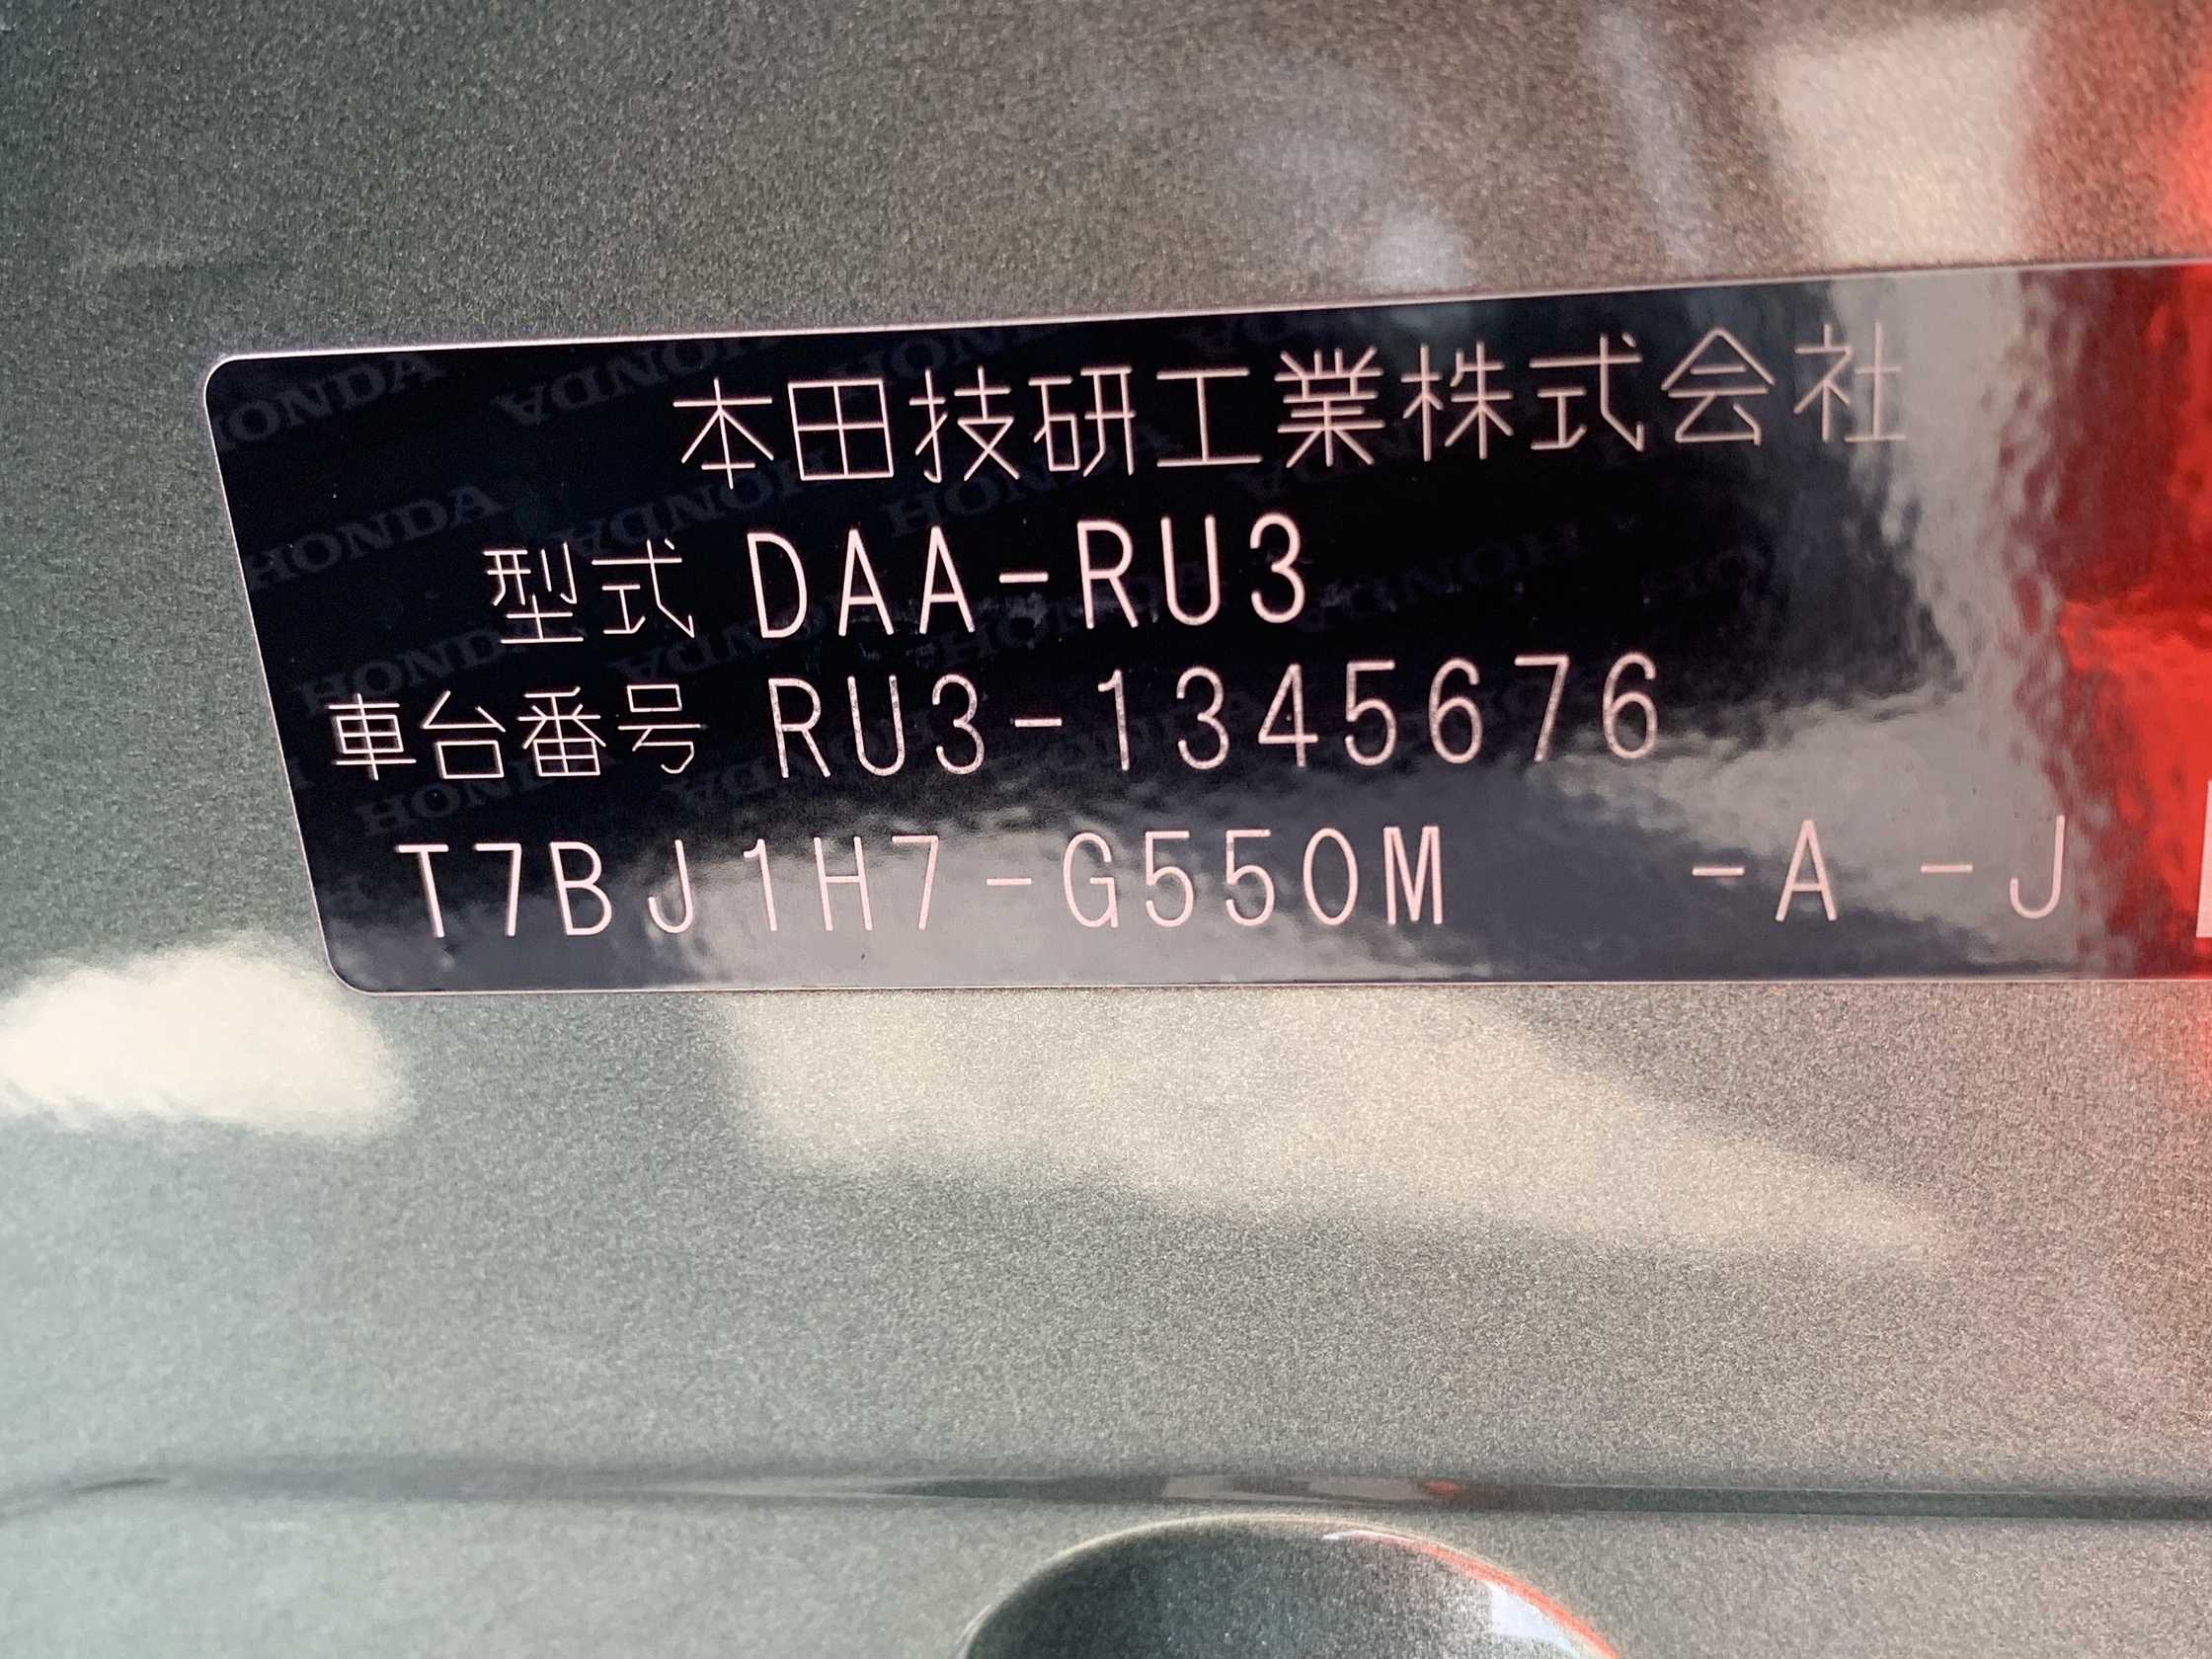 本田技研工業株式会社
型式 DAA-RU3
車台番号 RU3-1345676
T7BJ1H7-G550M -A -J